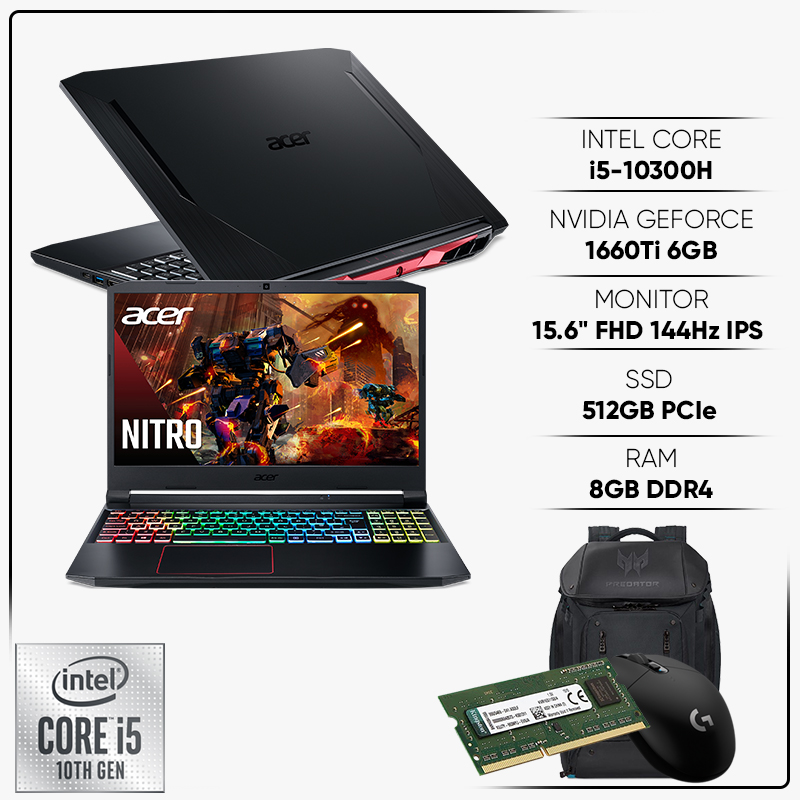 acer
INTEL CORE
i5-10300H
NVIDIA GEFORCE
1660Ti 6GB
MONITOR
15.6" FHD 144Hz IPS
SSD
512GB PCIe
RAM
8GB DDR4
acer
NITRO
acer
PREDATOR
Kingston
G
intel
CORE i5
10TH GEN